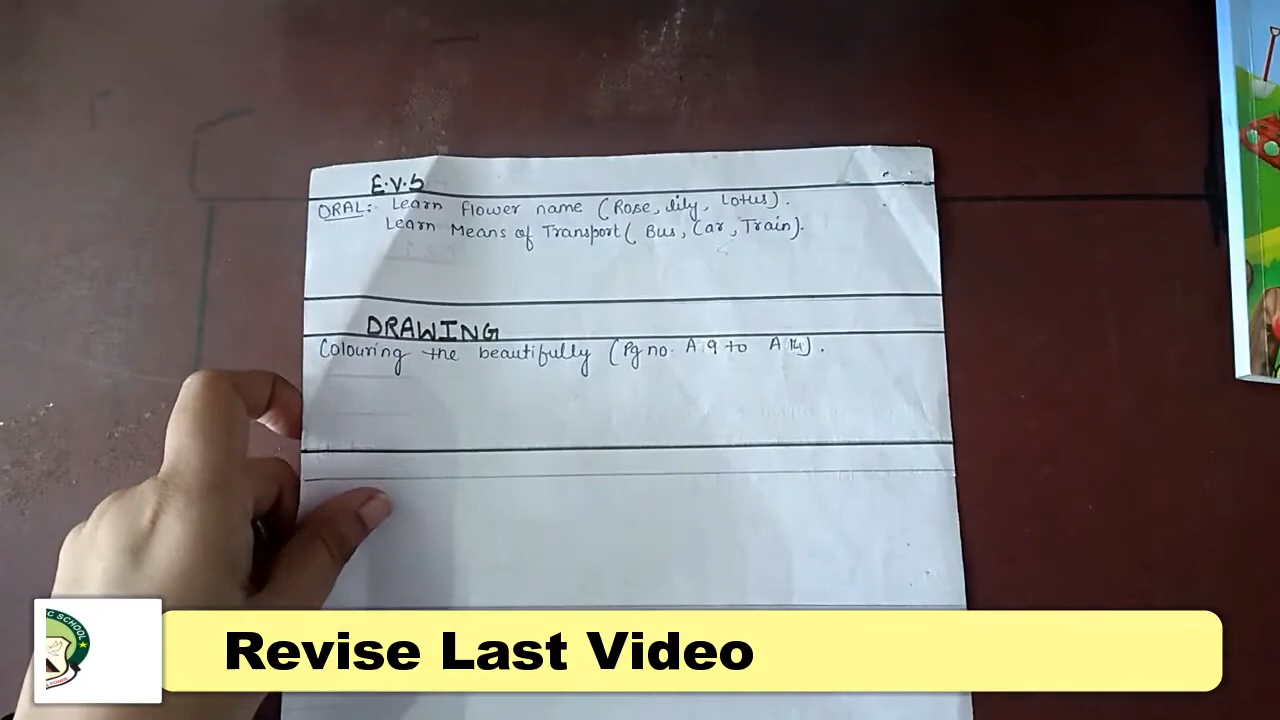 E.V.S
ORAL:- Learn flower name (Rose, lily, Lotus).
Learn Means of Transport( Bus, Car, Train).
DRAWING
Colouring the beautifully (Pg no. A.9 to A 14).
C SCHOOL
Revise Last Video